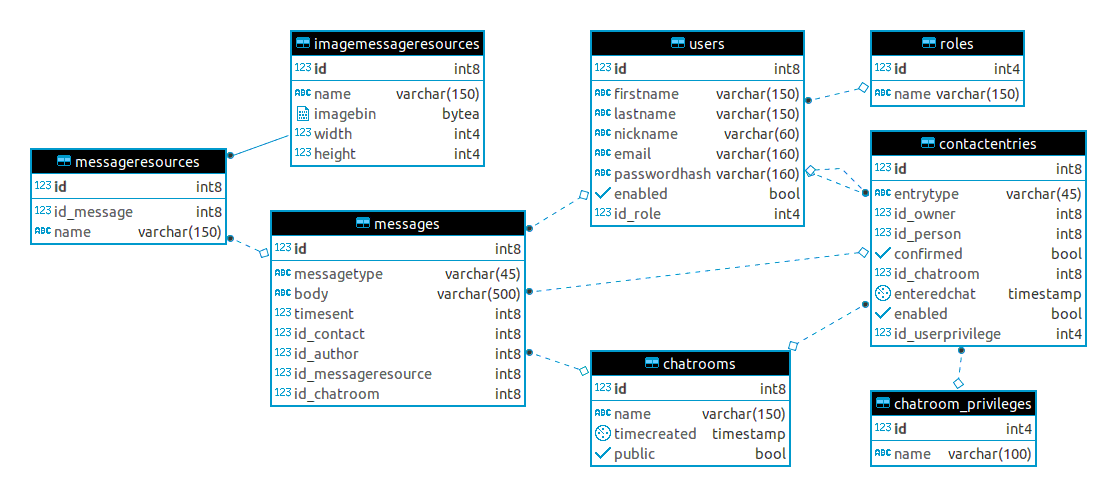 imagemessageresources
123 id int8
ABC name varchar(150)
imagebin bytea
123 width int4
123 height int4
users
123 id int8
ABC firstname varchar(150)
ABC lastname varchar(150)
ABC nickname varchar(60)
ABC email varchar(160)
ABC passwordhash varchar(160)
enabled bool
123 id_role int4
roles
123 id int4
ABC name varchar(150)
messageresources
123 id int8
123 id_message int8
ABC name varchar(150)
contactentries
123 id int8
ABC entrytype varchar(45)
123 id_owner int8
123 id_person int8
confirmed bool
123 id_chatroom int8
enteredchat timestamp
enabled bool
123 id_userprivilege int4
messages
123 id int8
ABC messagetype varchar(45)
ABC body varchar(500)
123 timesent int8
123 id_contact int8
123 id_author int8
123 id_messageresource int8
123 id_chatroom int8
chatrooms
123 id int8
ABC name varchar(150)
timecreated timestamp
public bool
chatroom_privileges
123 id int4
ABC name varchar(100)